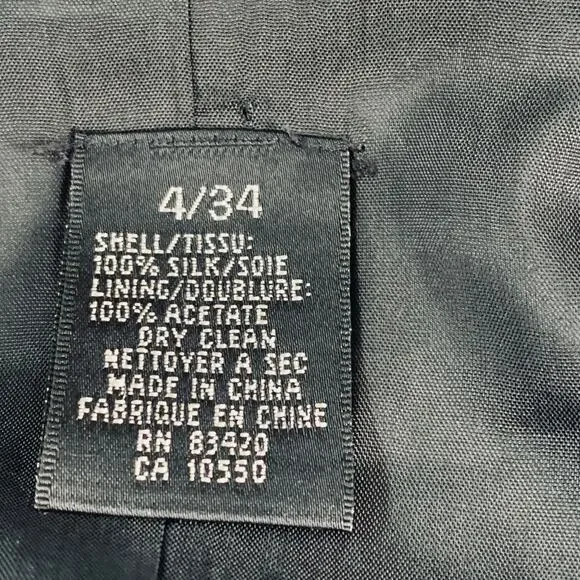 4/34
SHELL/TISSU:
100% SILK/SOIE
LINING/DOUBLURE:
100% ACETATE
DRY CLEAN
NETTOYER A SEC
MADE IN CHINA
FABRIQUE EN CHINE
RN 83420
CA 10550